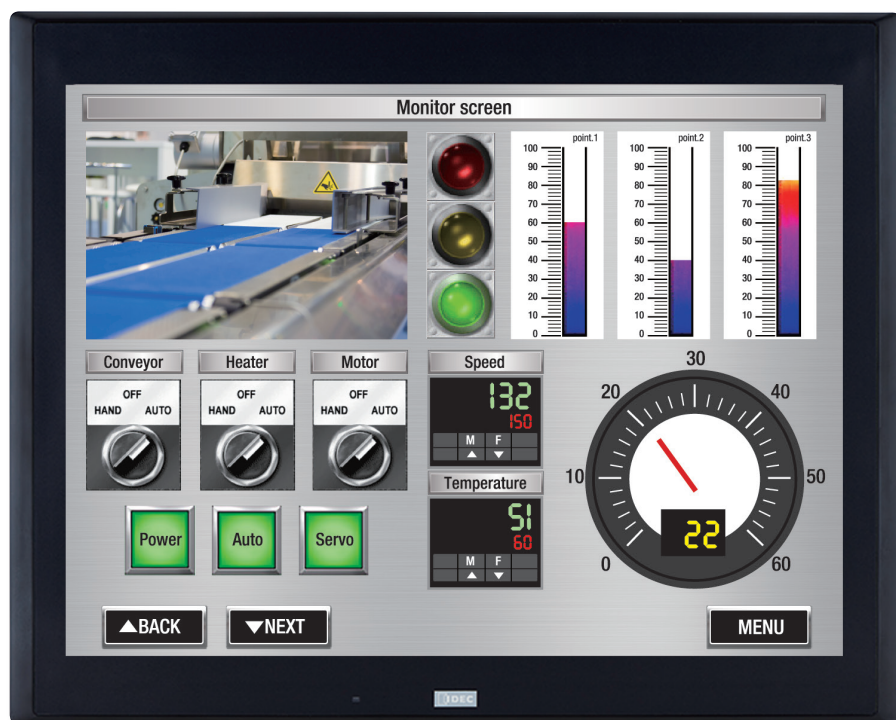 Monitor screen
point.1
100
90
80
70
60
50
40
30
20
10
0
point.2
100
90
80
70
60
50
40
30
20
10
0
point.3
100
90
80
70
60
50
40
30
20
10
0
Conveyor
OFF
HAND AUTO
Heater
OFF
HAND AUTO
Motor
OFF
HAND AUTO
Speed
132
150
M F
Temperature
51
60
M F
0
10
20
30
40
50
60
22
Power
Auto
Servo
▲BACK
▼NEXT
MENU
IDEC